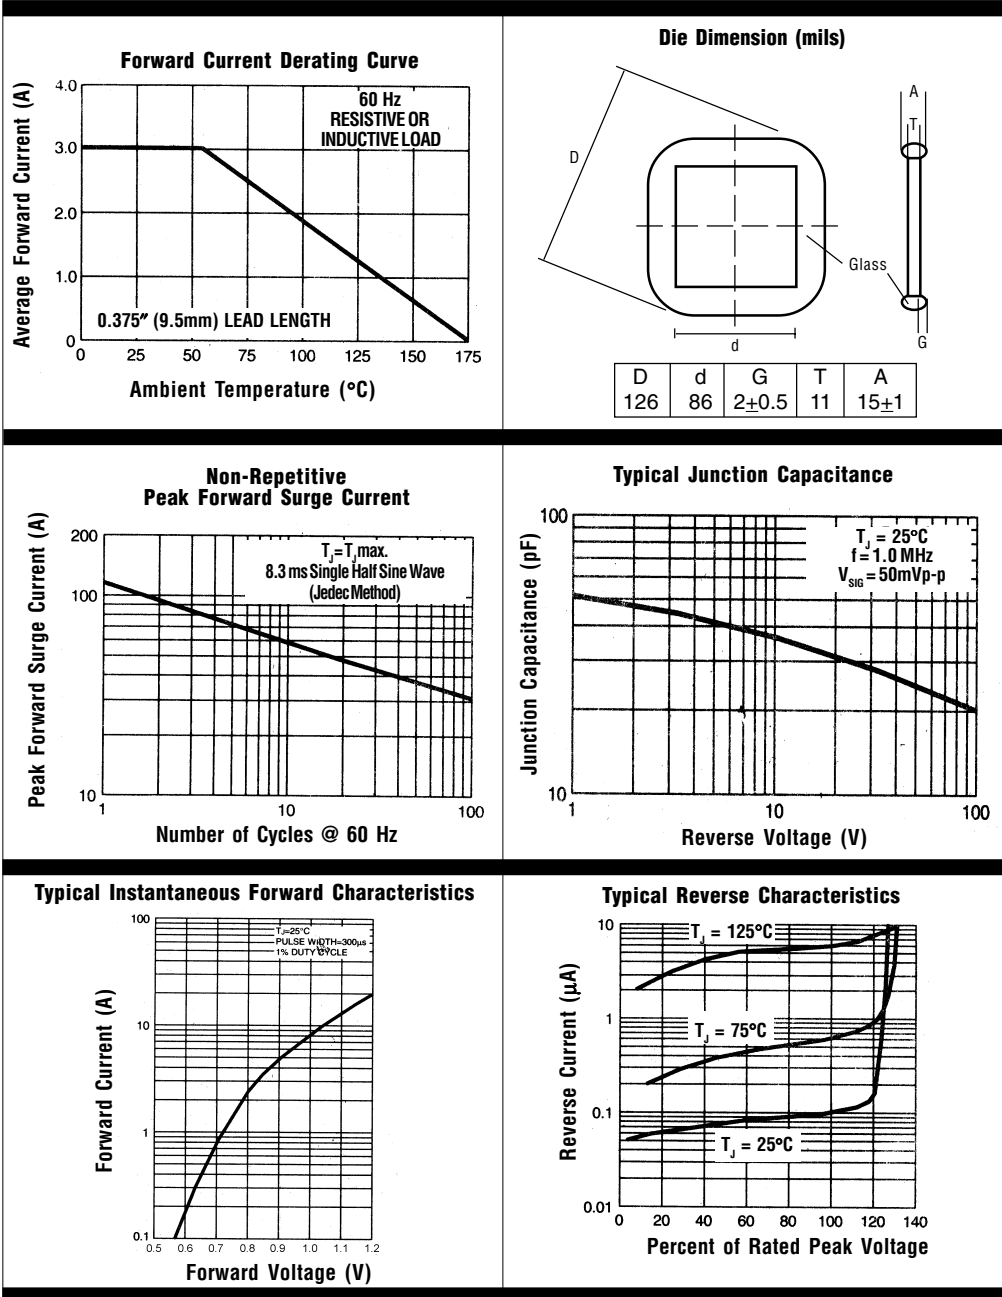 Forward Current Derating Curve
Average Forward Current (A)
4.0
3.0
2.0
1.0
0
60 Hz
RESISTIVE OR
INDUCTIVE LOAD
0.375″ (9.5mm) LEAD LENGTH
0 25 50 75 100 125 150 175
Ambient Temperature (°C)
Die Dimension (mils)
D
A
T
Glass
G
d
D d G T A
126 86 2±0.5 11 15±1
Non-Repetitive
Peak Forward Surge Current
Peak Forward Surge Current (A)
200
100
10
TJ=TJmax.
8.3 ms Single Half Sine Wave
(Jedec Method)
1 10 100
Number of Cycles @ 60 Hz
Typical Junction Capacitance
Junction Capacitance (pF)
100
10
TJ = 25°C
f = 1.0 MHz
VSIG = 50mVp-p
1 10 100
Reverse Voltage (V)
Typical Instantaneous Forward Characteristics
Forward Current (A)
100
10
1
0.1
TJ=25°C
PULSE WIDTH=300µs
1% DUTY CYCLE
0.5 0.6 0.7 0.8 0.9 1.0 1.1 1.2
Forward Voltage (V)
Typical Reverse Characteristics
Reverse Current (µA)
10
1
0.1
0.01
TJ = 125°C
TJ = 75°C
TJ = 25°C
0 20 40 60 80 100 120 140
Percent of Rated Peak Voltage